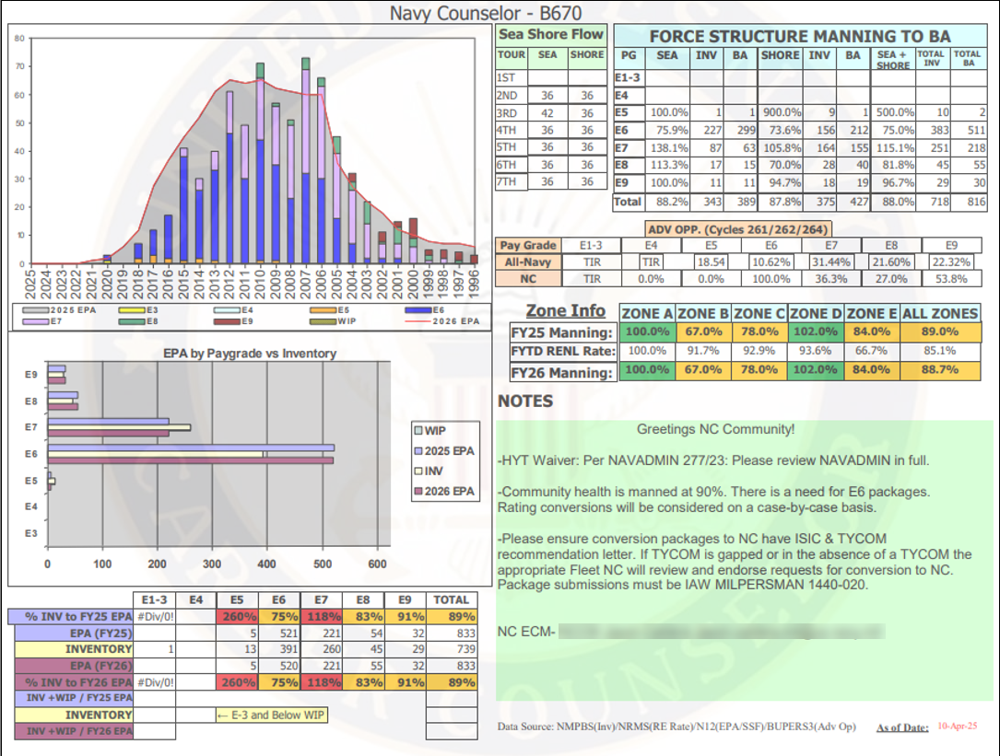 Navy Counselor - B670
80
70
60
50
40
30
20
10
0
2025 2024 2023 2022 2021 2020 2019 2018 2017 2016 2015 2014 2013 2012 2011 2010 2009 2008 2007 2006 2005 2004 2003 2002 2001 2000 1999 1998 1997 1996
2025 EPA E3 E4 E5 E6
E7 E8 E9 WIP 2026 EPA
EPA by Paygrade vs Inventory
E9
E8
E7
E6
E5
E4
E3
0 100 200 300 400 500 600
WIP
2025 EPA
INV
2026 EPA
E1-3 E4 E5 E6 E7 E8 E9 TOTAL
% INV to FY25 EPA #Div/0! 260% 75% 118% 83% 91% 89%
EPA (FY25) 5 521 221 54 32 833
INVENTORY 1 13 391 260 45 29 739
EPA (FY26) 5 520 221 55 32 833
% INV to FY26 EPA #Div/0! 260% 75% 118% 83% 91% 89%
INV +WIP / FY25 EPA
INVENTORY ← E-3 and Below WIP
INV +WIP / FY26 EPA
Sea Shore Flow
TOUR SEA SHORE
1ST
2ND 36 36
3RD 42 36
4TH 36 36
5TH 36 36
6TH 36 36
7TH 36 36
FORCE STRUCTURE MANNING TO BA
PG SEA INV BA SHORE INV BA SEA + SHORE TOTAL INV TOTAL BA
E1-3
E4
E5 100.0% 1 1 900.0% 9 1 500.0% 10 2
E6 75.9% 227 299 73.6% 156 212 75.0% 383 511
E7 138.1% 87 63 105.8% 164 155 115.1% 251 218
E8 113.3% 17 15 70.0% 28 40 81.8% 45 55
E9 100.0% 11 11 94.7% 18 19 96.7% 29 30
Total 88.2% 343 389 87.8% 375 427 88.0% 718 816
ADV OPP. (Cycles 261/262/264)
Pay Grade E1-3 E4 E5 E6 E7 E8 E9
All-Navy TIR TIR 18.54 10.62% 31.44% 21.60% 22.32%
NC TIR 0.0% 0.0% 100.0% 36.3% 27.0% 53.8%
Zone Info ZONE A ZONE B ZONE C ZONE D ZONE E ALL ZONES
FY25 Manning: 100.0% 67.0% 78.0% 102.0% 84.0% 89.0%
FYTD RENL Rate: 100.0% 91.7% 92.9% 93.6% 66.7% 85.1%
FY26 Manning: 100.0% 67.0% 78.0% 102.0% 84.0% 88.7%
NOTES
Greetings NC Community!
-HYT Waiver: Per NAVADMIN 277/23: Please review NAVADMIN in full.
-Community health is manned at 90%. There is a need for E6 packages.
Rating conversions will be considered on a case-by-case basis.
-Please ensure conversion packages to NC have ISIC & TYCOM
recommendation letter. If TYCOM is gapped or in the absence of a TYCOM the
appropriate Fleet NC will review and endorse requests for conversion to NC.
Package submissions must be IAW MILPERSMAN 1440-020.
NC ECM-
Data Source: NMPBS(Inv)/NRMS(RE Rate)/N12(EPA/SSF)/BUPERS3(Adv Op) As of Date: 10-Apr-25